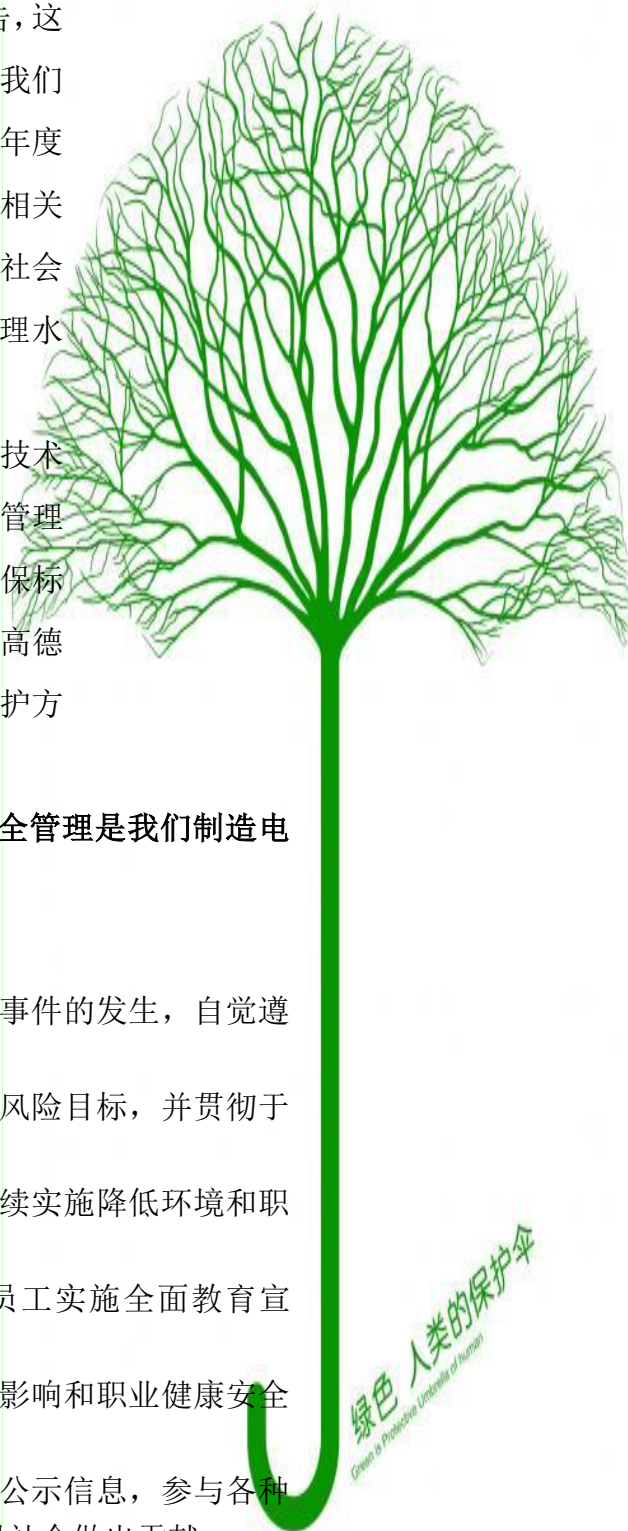 告，这
我们
年度
相关
社会
理水
技术
管理
保标
高德
护方
全管理是我们制造电
事件的发生，自觉遵
风险目标，并贯彻于
续实施降低环境和职
员工实施全面教育宣
影响和职业健康安全
公示信息，参与各种
绿色 人类的保护伞
Green is Protective Umbrella of human